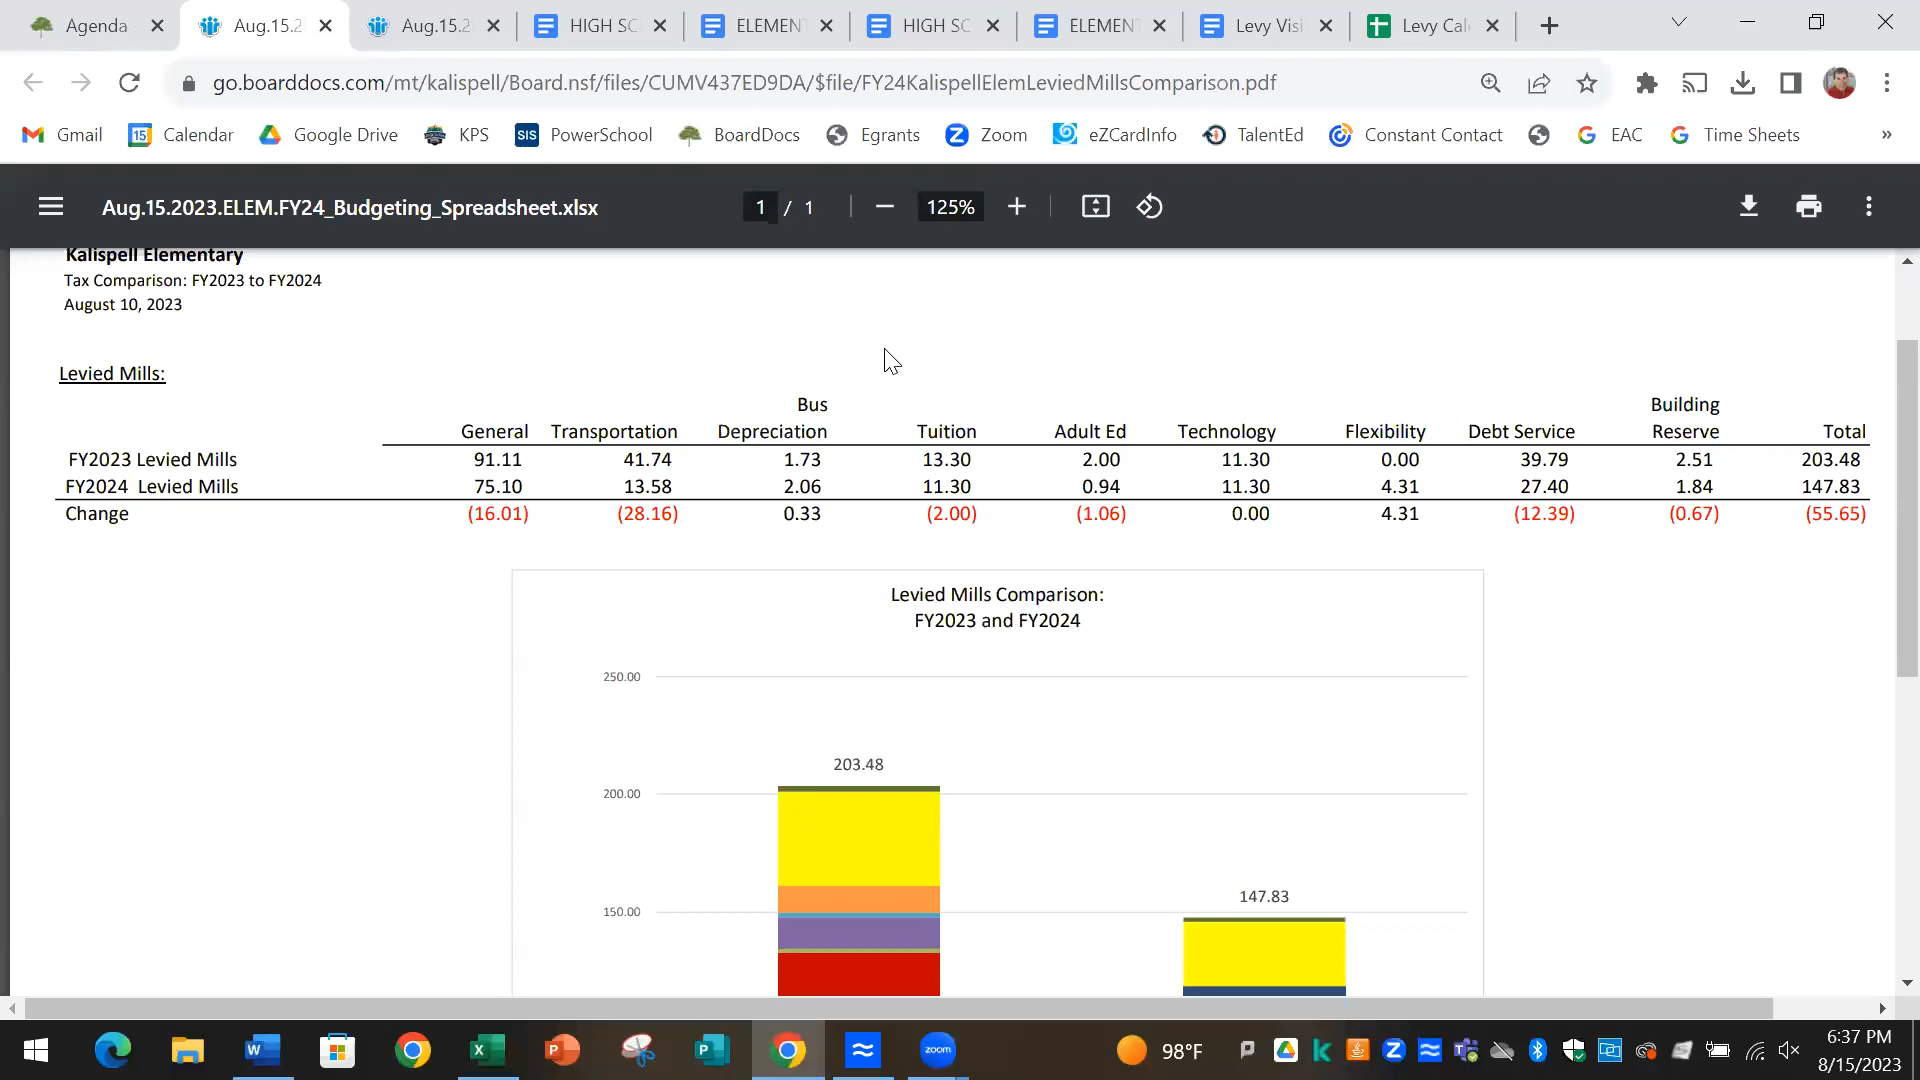 Agenda
Aug.15.2
Aug.15.2
HIGH SC
ELEMEN
HIGH SC
ELEMEN
Levy Visi
Levy Cal
go.boarddocs.com/mt/kalispell/Board.nsf/files/CUMV437ED9DA/$file/FY24KalispellElemLeviedMillsComparison.pdf
Gmail
Calendar
Google Drive
KPS
SIS PowerSchool
BoardDocs
Egrants
Zoom
eZCardInfo
TalentEd
Constant Contact
EAC
Time Sheets
»
Aug.15.2023.ELEM.FY24_Budgeting_Spreadsheet.xlsx
1 / 1
125%
Kalispell Elementary
Tax Comparison: FY2023 to FY2024
August 10, 2023
Levied Mills:
Bus Building
General Transportation Depreciation Tuition Adult Ed Technology Flexibility Debt Service Reserve Total
FY2023 Levied Mills 91.11 41.74 1.73 13.30 2.00 11.30 0.00 39.79 2.51 203.48
FY2024 Levied Mills 75.10 13.58 2.06 11.30 0.94 11.30 4.31 27.40 1.84 147.83
Change (16.01) (28.16) 0.33 (2.00) (1.06) 0.00 4.31 (12.39) (0.67) (55.65)
Levied Mills Comparison:
FY2023 and FY2024
250.00
203.48
200.00
147.83
150.00
zoom
98°F
6:37 PM
8/15/2023